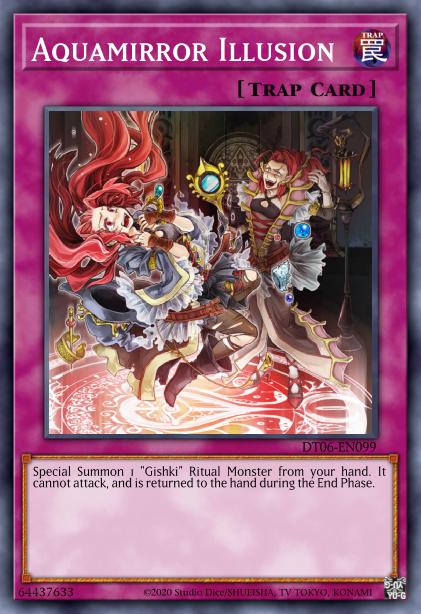 Aquamirror Illusion
TRAP
罠
[Trap Card]
DT06-EN099
Special Summon 1 "Gishki" Ritual Monster from your hand. It
cannot attack, and is returned to the hand during the End Phase.
64437633
©2020 Studio Dice/SHUEISHA, TV TOKYO, KONAMI